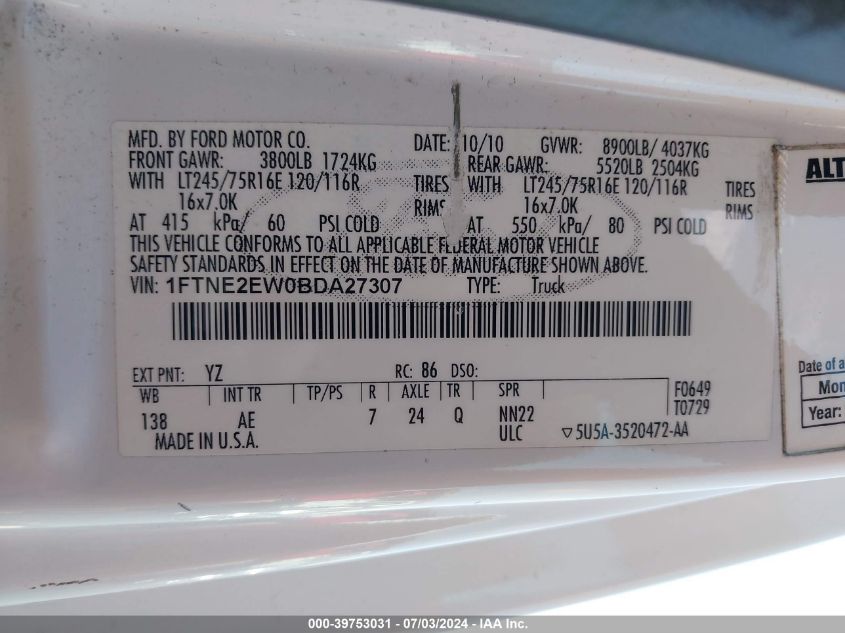 MFD. BY FORD MOTOR CO. DATE: 10/10 GVWR: 8900LB/ 4037KG
FRONT GAWR: 3800LB 1724KG REAR GAWR: 5520LB 2504KG
WITH LT245/75R16E 120/116R TIRES WITH LT245/75R16E 120/116R TIRES
16x7.0K RIMS 16x7.0K RIMS
AT 415 kPa/ 60 PSI COLD AT 550 kPa/ 80 PSI COLD
THIS VEHICLE CONFORMS TO ALL APPLICABLE FEDERAL MOTOR VEHICLE
SAFETY STANDARDS IN EFFECT ON THE DATE OF MANUFACTURE SHOWN ABOVE.
VIN: 1FTNE2EW0BDA27307 TYPE: Truck
EXT PNT: YZ RC: 86 DSO:
WB INT TR TP/PS R AXLE TR SPR F0649
T0729
138 AE 7 24 Q NN22
MADE IN U.S.A. ULC ▽5U5A-3520472-AA
ALT
Date of a
Mon
Year:
000-39753031 - 07/03/2024 - IAA Inc.